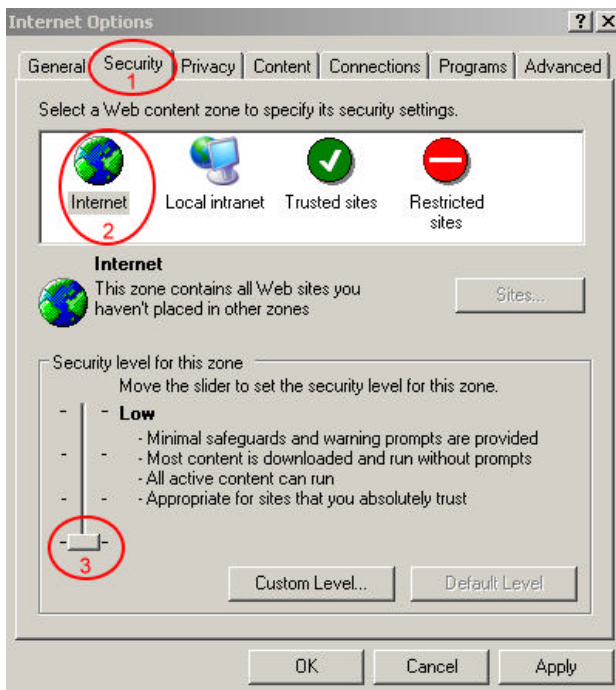 Internet Options
General Security Privacy Content Connections Programs Advanced
1
Select a Web content zone to specify its security settings.
Internet Local intranet Trusted sites Restricted
sites
2
Internet
This zone contains all Web sites you
haven't placed in other zones
Sites...
Security level for this zone
Move the slider to set the security level for this zone.
Low
- Minimal safeguards and warning prompts are provided
- Most content is downloaded and run without prompts
- All active content can run
- Appropriate for sites that you absolutely trust
3
Custom Level... Default Level
OK Cancel Apply